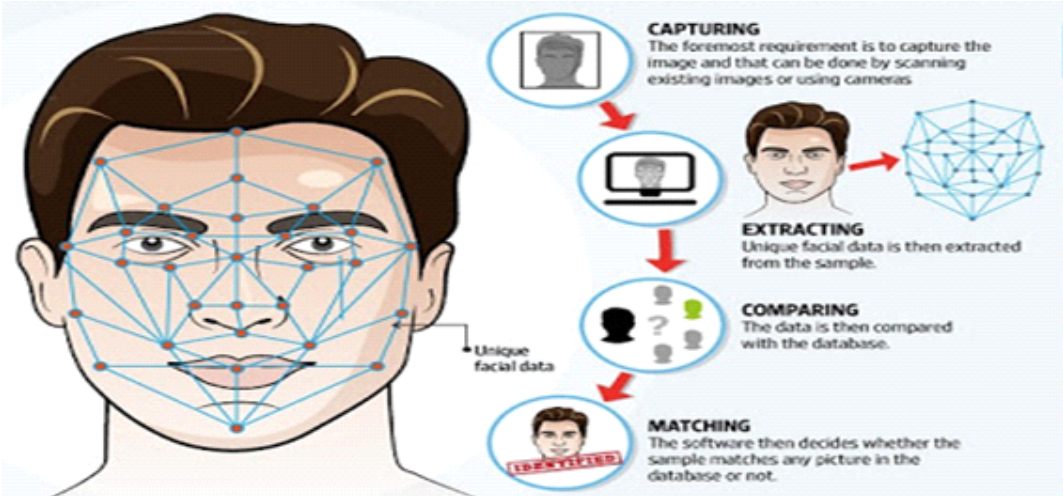 CAPTURING
The foremost requirement is to capture the
image and that can be done by scanning
existing images or using cameras
EXTRACTING
Unique facial data is then extracted
from the sample.
COMPARING
The data is then compared
with the database.
Unique
facial data
MATCHING
The software then decides whether the
sample matches any picture in the
database or not.
IDENTIFIED
?